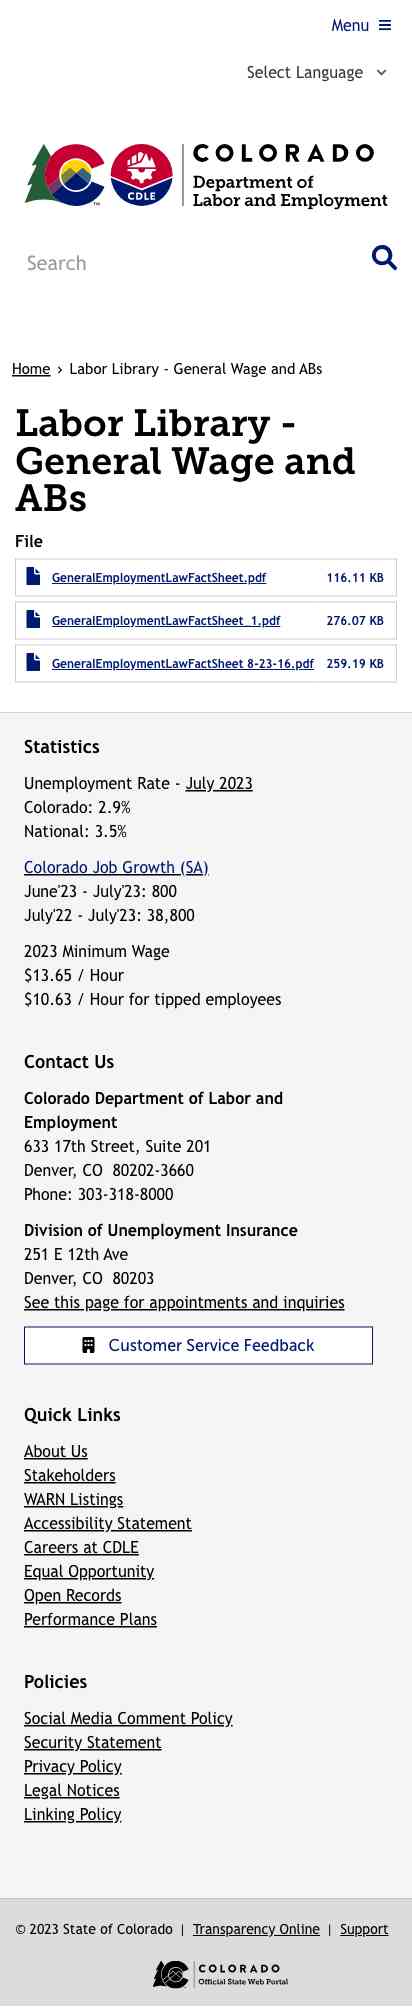 Menu
Select Language
COLORADO
Department of
Labor and Employment
CDLE
TM
Search
Home › Labor Library - General Wage and ABs
Labor Library -
General Wage and
ABs
File
GeneralEmploymentLawFactSheet.pdf 116.11 KB
GeneralEmploymentLawFactSheet_1.pdf 276.07 KB
GeneralEmploymentLawFactSheet 8-23-16.pdf 259.19 KB
Statistics
Unemployment Rate - July 2023
Colorado: 2.9%
National: 3.5%
Colorado Job Growth (SA)
June'23 - July'23: 800
July'22 - July'23: 38,800
2023 Minimum Wage
$13.65 / Hour
$10.63 / Hour for tipped employees
Contact Us
Colorado Department of Labor and
Employment
633 17th Street, Suite 201
Denver, CO  80202-3660
Phone: 303-318-8000
Division of Unemployment Insurance
251 E 12th Ave
Denver, CO  80203
See this page for appointments and inquiries
Customer Service Feedback
Quick Links
About Us
Stakeholders
WARN Listings
Accessibility Statement
Careers at CDLE
Equal Opportunity
Open Records
Performance Plans
Policies
Social Media Comment Policy
Security Statement
Privacy Policy
Legal Notices
Linking Policy
© 2023 State of Colorado | Transparency Online | Support
COLORADO
Official State Web Portal